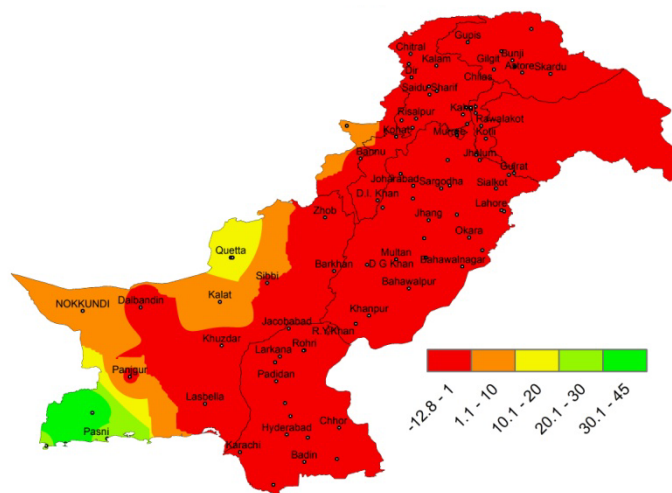 Gupis
Chitral
Bunji
Gilgit
Kalam
Astore
Dir
Skardu
Chilas
Saidu Sharif
Risalpur
Rawalakot
Kohat
Kotli
Bannu
Jhelum
Gujrat
Joharabad
Sargodha
Sialkot
D.I. Khan
Lahore
Zhob
Jhang
Okara
Quetta
Multan
D G Khan
Bahawalnagar
Barkhan
Sibbi
Bahawalpur
NOKKUNDI
Dalbandin
Kalat
Khanpur
Jacobabad
R. Y. Khan
Khuzdar
Rohri
Larkana
Panjgur
Padidan
Lasbella
Pasni
Chhor
Hyderabad
Karachi
Badin
-12.8 - 1
1.1 - 10
10.1 - 20
20.1 - 30
30.1 - 45